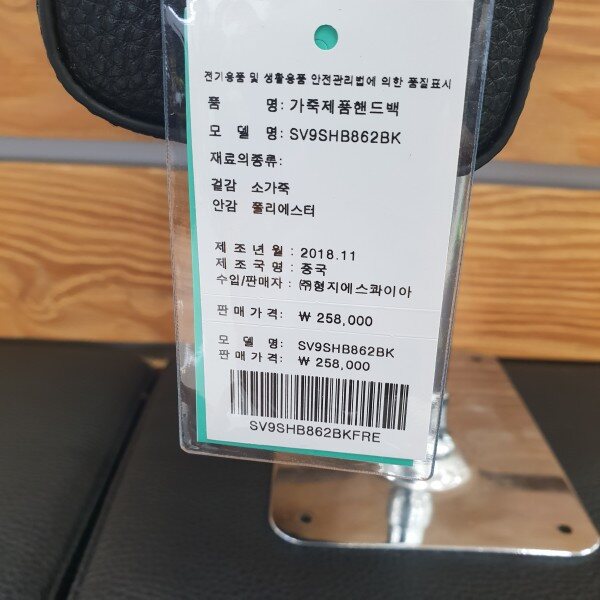 전기용품 및 생활용품 안전관리법에 의한 품질표시
품 명: 가죽제품핸드백
모 델 명: SV9SHB862BK
재료의종류:
겉감 소가죽
안감 폴리에스터
제 조 년 월 : 2018.11
제 조 국 명 : 중국
수입/판매자 : ㈜형지에스콰이아
판 매 가 격 : ₩ 258,000
모 델 명: SV9SHB862BK
판 매 가 격: ₩ 258,000
SV9SHB862BKFRE